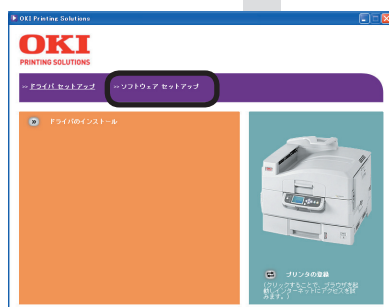 OKI Printing Solutions
OKI
PRINTING SOLUTIONS
>> ドライバ セットアップ >> ソフトウェア セットアップ
>> ドライバのインストール
プリンタの登録
(クリックすることで、ブラウザを起
動しインターネットにアクセスを試
みます。)